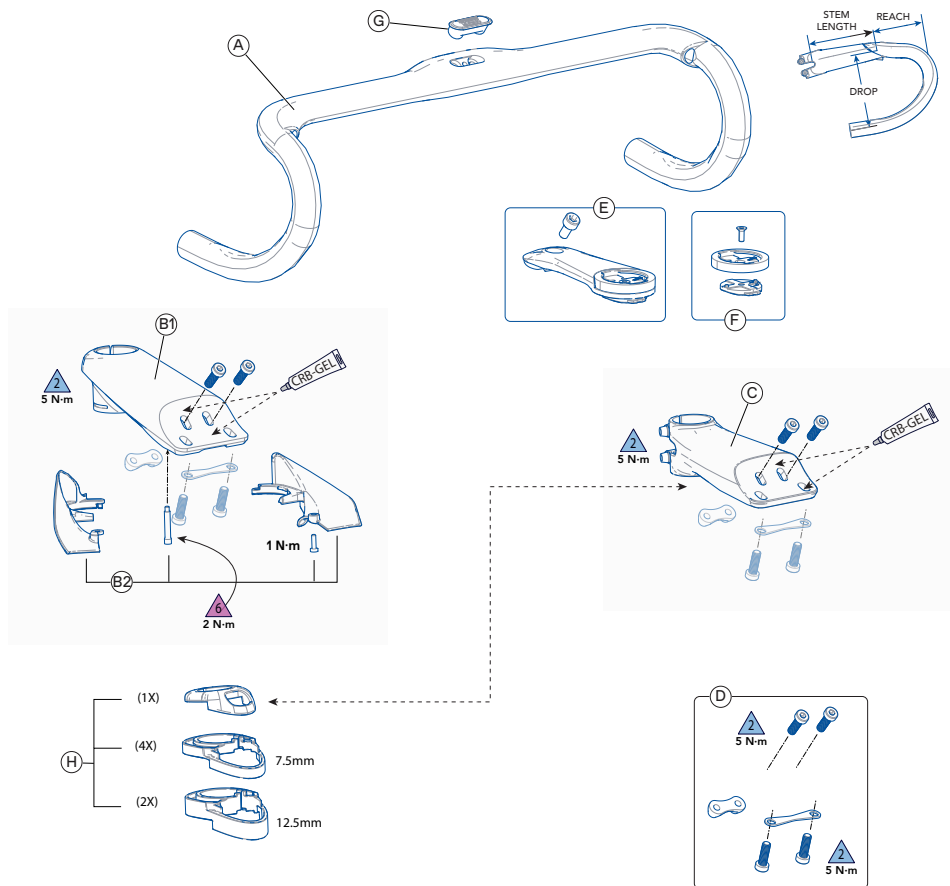 G
A
STEM LENGTH
REACH
DROP
E
F
B1
2
5 N·m
CRB-GEL
1 N·m
B2
6
2 N·m
C
2
5 N·m
CRB-GEL
H
(1X)
(4X)
7.5mm
(2X)
12.5mm
D
2
5 N·m
2
5 N·m